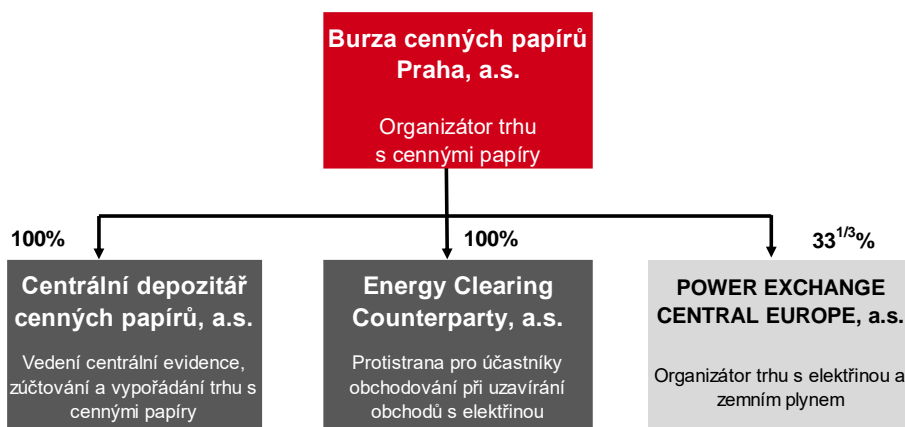 Burza cenných papírů
Praha, a.s.
Organizátor trhu
s cennými papíry
100%
100%
33 1/3%
Centrální depozitář
cenných papírů, a.s.
Vedení centrální evidence,
zúčtování a vypořádání trhu s
cennými papíry
Energy Clearing
Counterparty, a.s.
Protistrana pro účastníky
obchodování při uzavírání
obchodů s elektřinou
POWER EXCHANGE
CENTRAL EUROPE, a.s.
Organizátor trhu s elektřinou a
zemním plynem